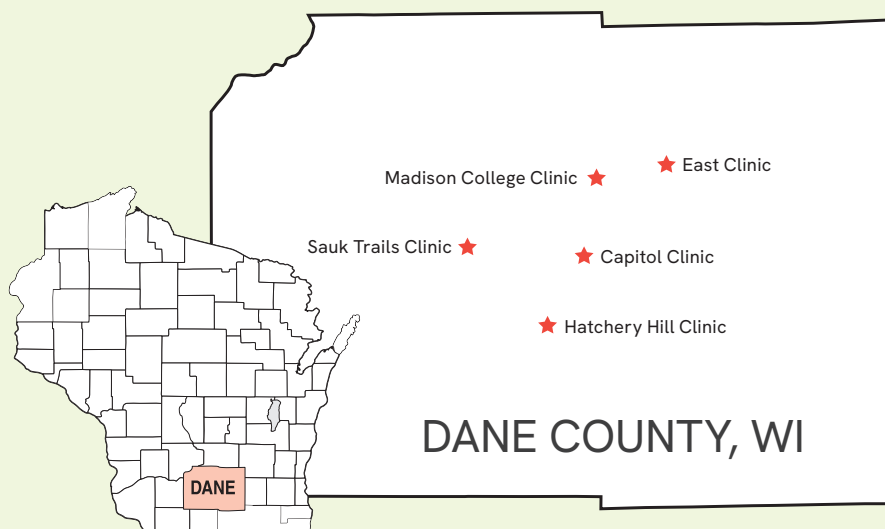 East Clinic
Madison College Clinic
Sauk Trails Clinic
Capitol Clinic
Hatchery Hill Clinic
DANE COUNTY, WI
DANE